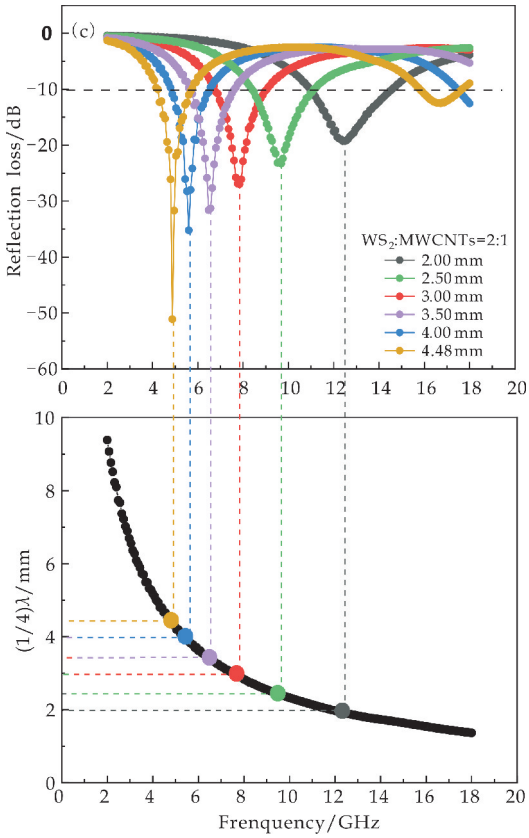 (c)
0
−10
−20
−30
−40
−50
−60
Reflection loss/dB
WS₂:MWCNTs=2:1
2.00 mm
2.50 mm
3.00 mm
3.50 mm
4.00 mm
4.48 mm
0 2 4 6 8 10 12 14 16 18 20
10
8
6
4
2
0
(1/4)λ/mm
0 2 4 6 8 10 12 14 16 18 20
Frenquency/GHz